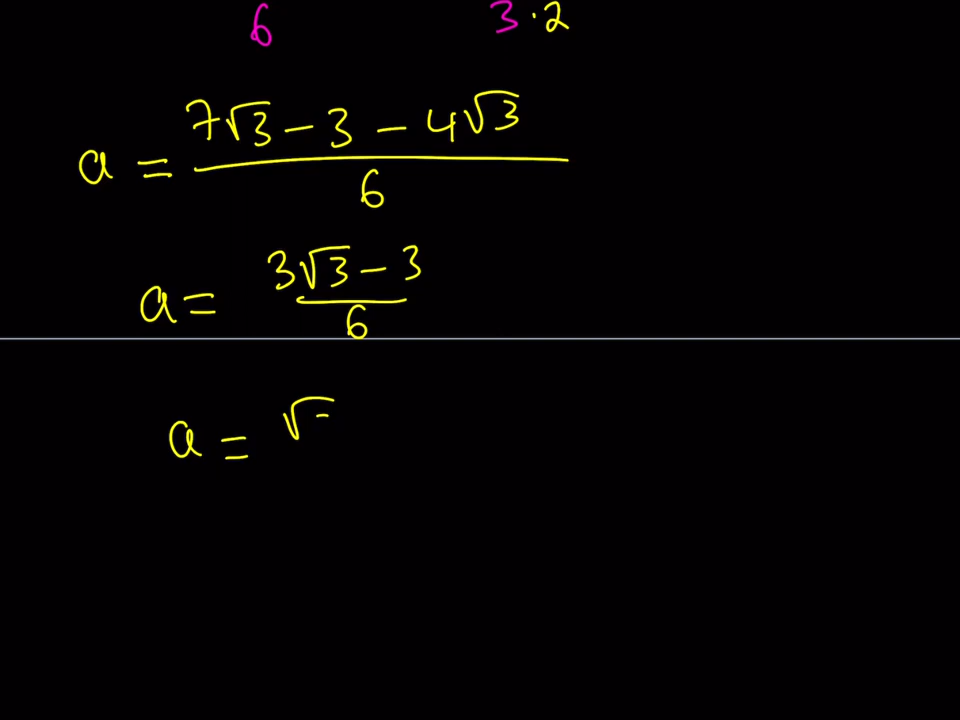 6 3·2
a = 7√3 - 3 - 4√3 / 6
a = 3√3 - 3 / 6
a = √